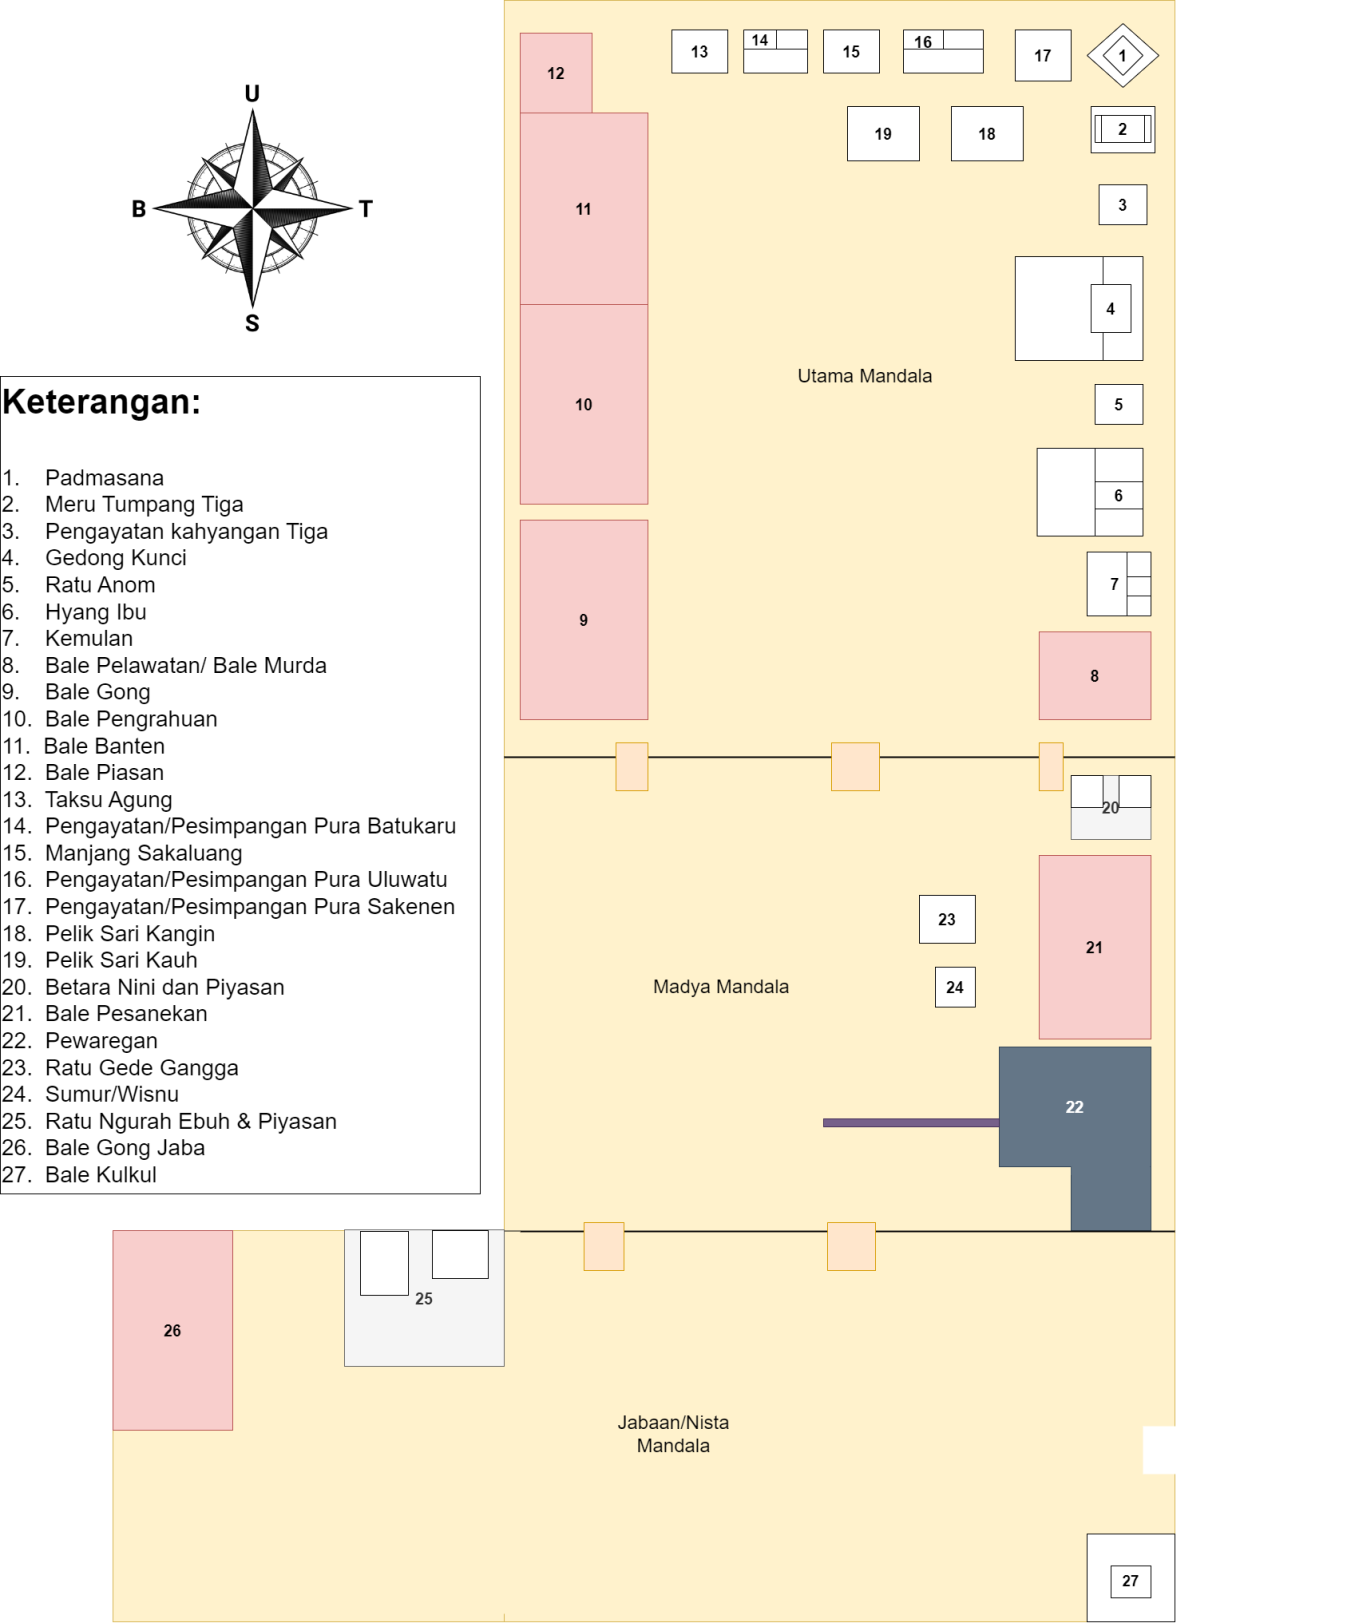 U
B
T
S
Keterangan:
1. Padmasana
2. Meru Tumpang Tiga
3. Pengayatan kahyangan Tiga
4. Gedong Kunci
5. Ratu Anom
6. Hyang Ibu
7. Kemulan
8. Bale Pelawatan/ Bale Murda
9. Bale Gong
10. Bale Pengrahuan
11. Bale Banten
12. Bale Piasan
13. Taksu Agung
14. Pengayatan/Pesimpangan Pura Batukaru
15. Manjang Sakaluang
16. Pengayatan/Pesimpangan Pura Uluwatu
17. Pengayatan/Pesimpangan Pura Sakenen
18. Pelik Sari Kangin
19. Pelik Sari Kauh
20. Betara Nini dan Piyasan
21. Bale Pesanekan
22. Pewaregan
23. Ratu Gede Gangga
24. Sumur/Wisnu
25. Ratu Ngurah Ebuh & Piyasan
26. Bale Gong Jaba
27. Bale Kulkul
12
13
14
15
16
17
1
19
18
2
3
11
4
Utama Mandala
10
5
6
7
9
8
20
23
21
Madya Mandala
24
22
25
26
Jabaan/Nista
Mandala
27